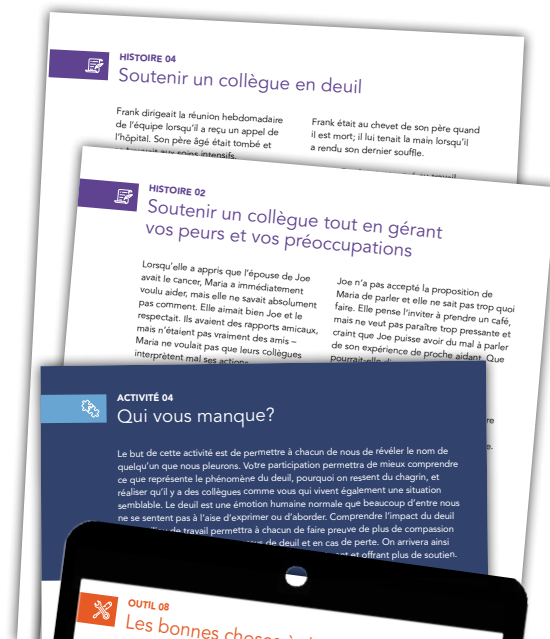 HISTOIRE 04
Soutenir un collègue en deuil
Frank dirigeait la réunion hebdomadaire
de l'équipe lorsqu'il a reçu un appel de
l'hôpital. Son père âgé était tombé et
se trouvait aux soins intensifs.
Frank était au chevet de son père quand
il est mort; il lui tenait la main lorsqu'il
a rendu son dernier souffle.
HISTOIRE 02
Soutenir un collègue tout en gérant
vos peurs et vos préoccupations
Lorsqu'elle a appris que l'épouse de Joe
avait le cancer, Maria a immédiatement
voulu aider, mais elle ne savait absolument
pas comment. Elle aimait bien Joe et le
respectait. Ils avaient des rapports amicaux,
mais n'étaient pas vraiment des amis –
Maria ne voulait pas que leurs collègues
interprètent mal ses actions.
Joe n'a pas accepté la proposition de
Maria de parler et elle ne sait pas trop quoi
faire. Elle pense l'inviter à prendre un café,
mais ne veut pas paraître trop pressante et
craint que Joe puisse avoir du mal à parler
de son expérience de proche aidant. Que
pourrait-elle
ACTIVITÉ 04
Qui vous manque?
Le but de cette activité est de permettre à chacun de nous de révéler le nom de
quelqu'un que nous pleurons. Votre participation permettra de mieux comprendre
ce que représente le phénomène du deuil, pourquoi on ressent du chagrin, et
réaliser qu'il y a des collègues comme vous qui vivent également une situation
semblable. Le deuil est une émotion humaine normale que beaucoup d'entre nous
ne se sentent pas à l'aise d'exprimer ou d'aborder. Comprendre l'impact du deuil
de travail permettra à chacun de faire preuve de plus de compassion
de deuil et en cas de perte. On arrivera ainsi
et offrant plus de soutien.
OUTIL 08
Les bonnes choses à